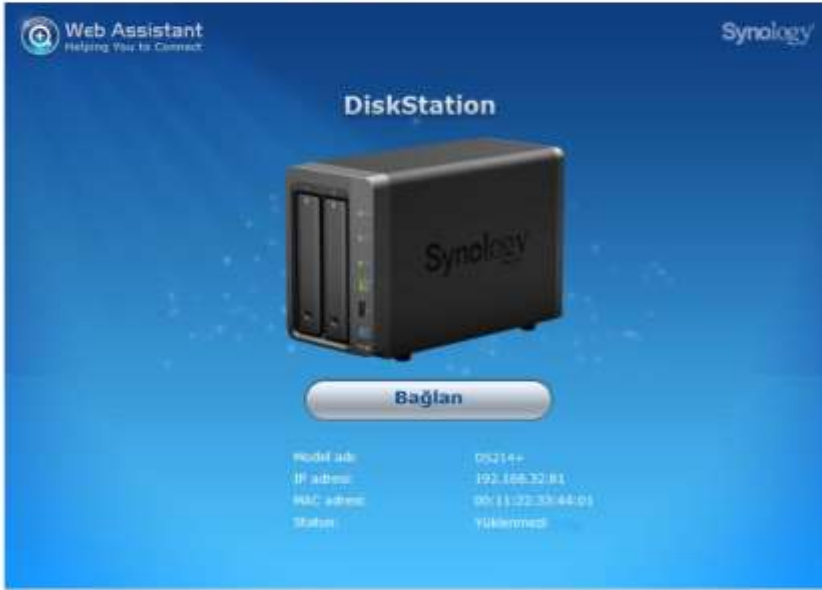 Web Assistant
Helping You to Connect
Synology
DiskStation
Synology
Bağlan
Model adı: DS214+
IP adresi: 192.168.32.81
MAC adresi: 00:11:22:33:44:01
Status: Yüklenmedi